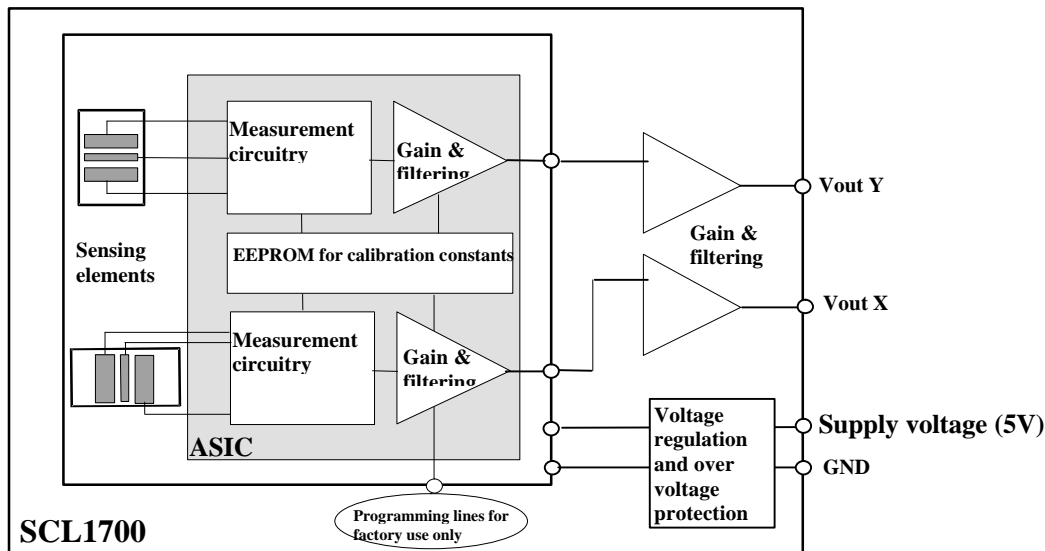 Measurement
circuitry
Gain &
filtering
Vout Y
Sensing
elements
EEPROM for calibration constants
Gain &
filtering
Vout X
Measurement
circuitry
Gain &
filtering
ASIC
Voltage
regulation
and over
voltage
protection
Supply voltage (5V)
GND
Programming lines for
factory use only
SCL1700